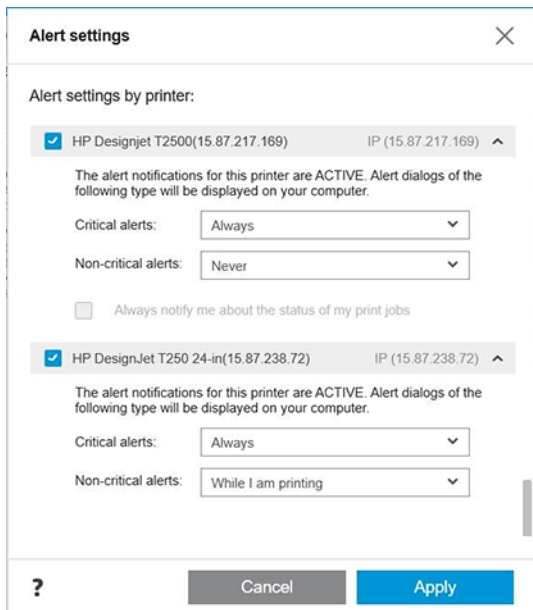 Alert settings
Alert settings by printer:
HP Designjet T2500(15.87.217.169) IP (15.87.217.169)
The alert notifications for this printer are ACTIVE. Alert dialogs of the
following type will be displayed on your computer.
Critical alerts: Always
Non-critical alerts: Never
Always notify me about the status of my print jobs
HP DesignJet T250 24-in(15.87.238.72) IP (15.87.238.72)
The alert notifications for this printer are ACTIVE. Alert dialogs of the
following type will be displayed on your computer.
Critical alerts: Always
Non-critical alerts: While I am printing
? Cancel Apply